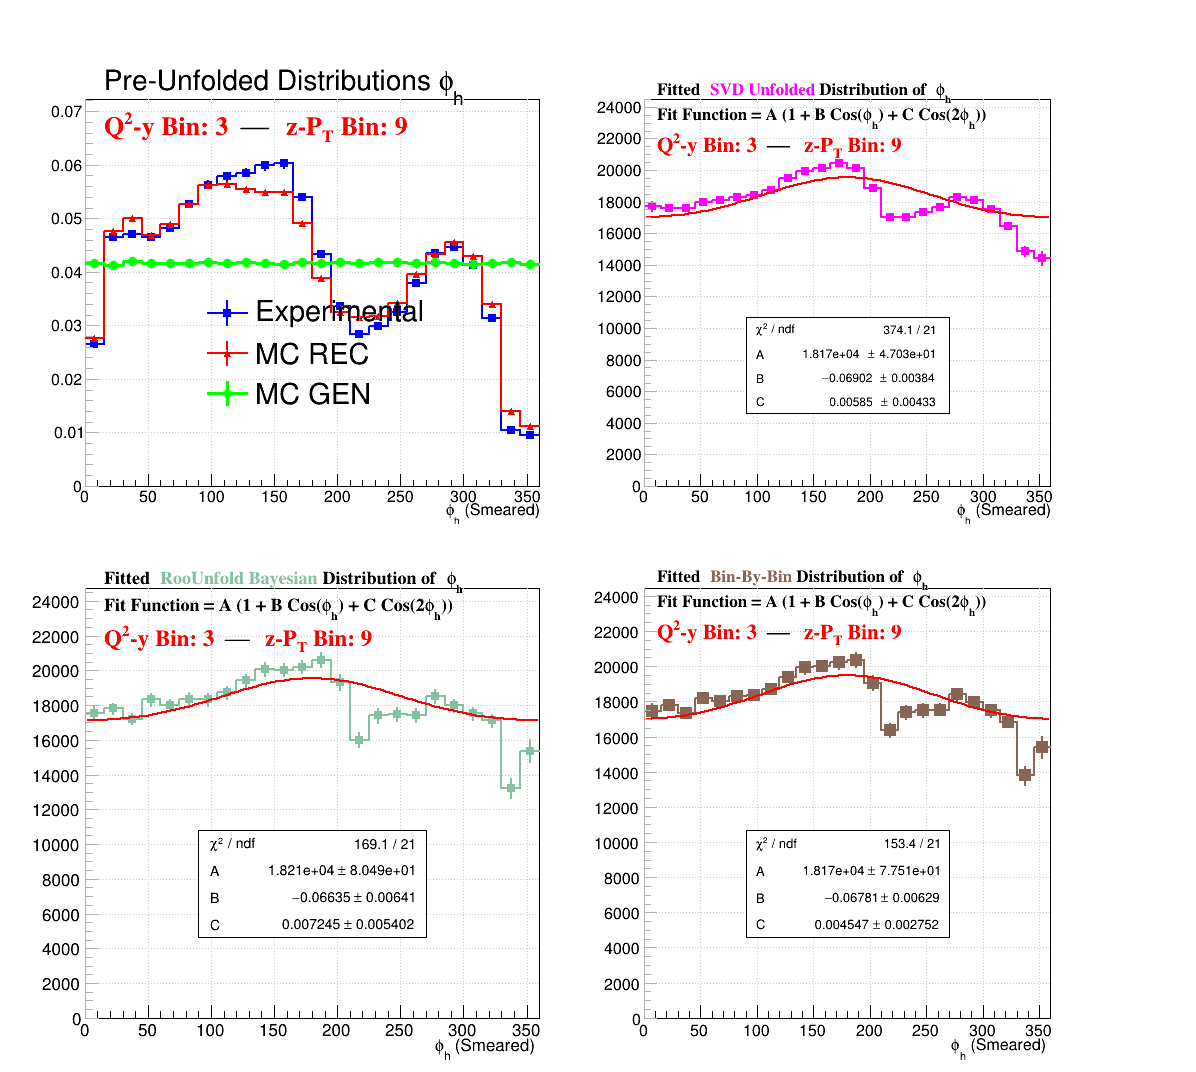 Pre-Unfolded Distributions ϕh
Q²-y Bin: 3 — z-PT Bin: 9
0.07
0.06
0.05
0.04
0.03
0.02
0.01
0
Experimental
MC REC
MC GEN
0 50 100 150 200 250 300 350
ϕh (Smeared)
Fitted SVD Unfolded Distribution of ϕh
Fit Function = A (1 + B Cos(ϕh) + C Cos(2ϕh))
Q²-y Bin: 3 — z-PT Bin: 9
24000
22000
20000
18000
16000
14000
12000
10000
8000
6000
4000
2000
0
χ² / ndf 374.1 / 21
A 1.817e+04 ± 4.703e+01
B −0.06902 ± 0.00384
C 0.00585 ± 0.00433
0 50 100 150 200 250 300 350
ϕh (Smeared)
Fitted RooUnfold Bayesian Distribution of ϕh
Fit Function = A (1 + B Cos(ϕh) + C Cos(2ϕh))
Q²-y Bin: 3 — z-PT Bin: 9
24000
22000
20000
18000
16000
14000
12000
10000
8000
6000
4000
2000
0
χ² / ndf 169.1 / 21
A 1.821e+04 ± 8.049e+01
B −0.06635 ± 0.00641
C 0.007245 ± 0.005402
0 50 100 150 200 250 300 350
ϕh (Smeared)
Fitted Bin-By-Bin Distribution of ϕh
Fit Function = A (1 + B Cos(ϕh) + C Cos(2ϕh))
Q²-y Bin: 3 — z-PT Bin: 9
24000
22000
20000
18000
16000
14000
12000
10000
8000
6000
4000
2000
0
χ² / ndf 153.4 / 21
A 1.817e+04 ± 7.751e+01
B −0.06781 ± 0.00629
C 0.004547 ± 0.002752
0 50 100 150 200 250 300 350
ϕh (Smeared)